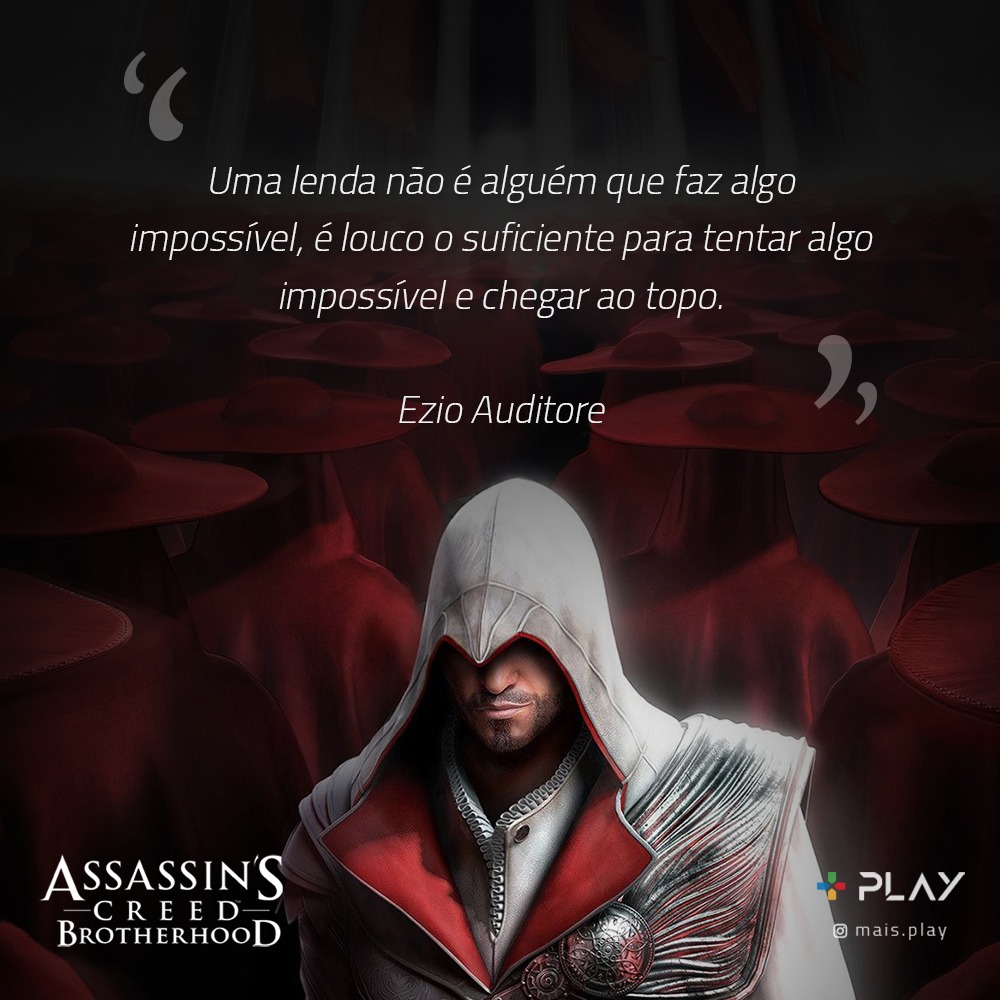 Uma lenda não é alguém que faz algo
impossível, é louco o suficiente para tentar algo
impossível e chegar ao topo.
Ezio Auditore
ASSASSIN'S
CREED
BROTHERHOOD
PLAY
mais.play